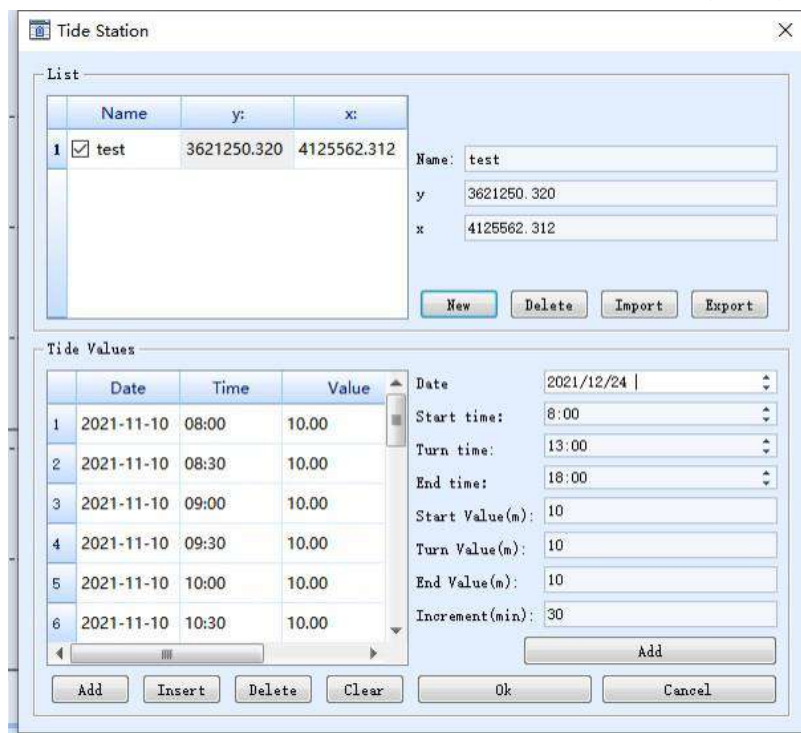 Tide Station
List
Name y: x:
1 test 3621250.320 4125562.312
Name: test
y 3621250.320
x 4125562.312
New Delete Import Export
Tide Values
Date Time Value
1 2021-11-10 08:00 10.00
2 2021-11-10 08:30 10.00
3 2021-11-10 09:00 10.00
4 2021-11-10 09:30 10.00
5 2021-11-10 10:00 10.00
6 2021-11-10 10:30 10.00
Date 2021/12/24
Start time: 8:00
Turn time: 13:00
End time: 18:00
Start Value(m): 10
Turn Value(m): 10
End Value(m): 10
Increment(min): 30
Add
Add Insert Delete Clear Ok Cancel